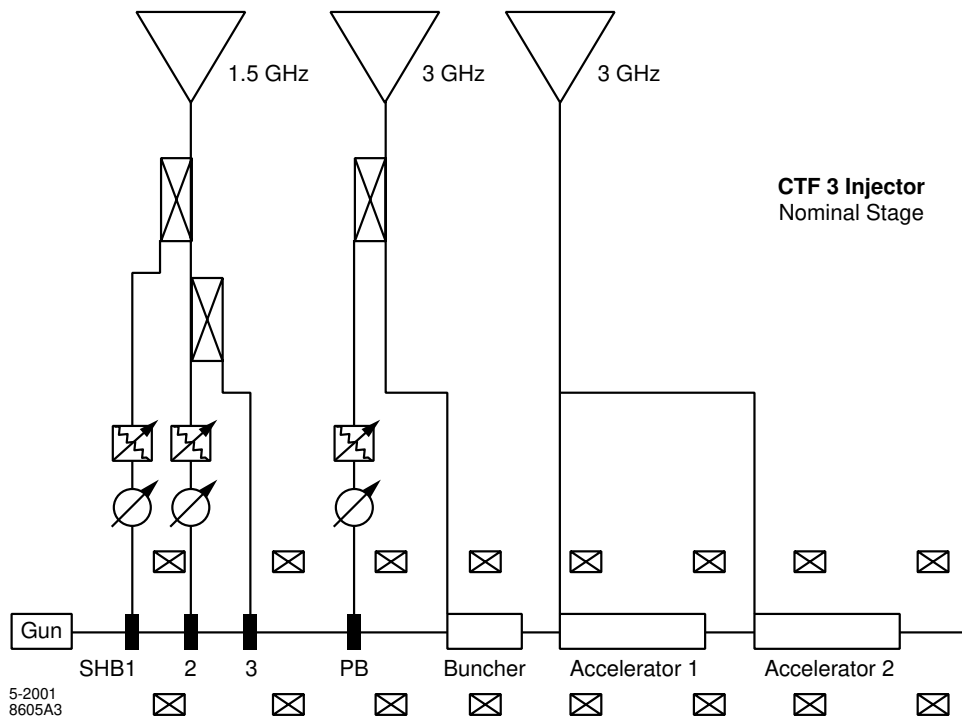 1.5 GHz
3 GHz
3 GHz
CTF 3 Injector
Nominal Stage
Gun
SHB1
2
3
PB
Buncher
Accelerator 1
Accelerator 2
5-2001
8605A3